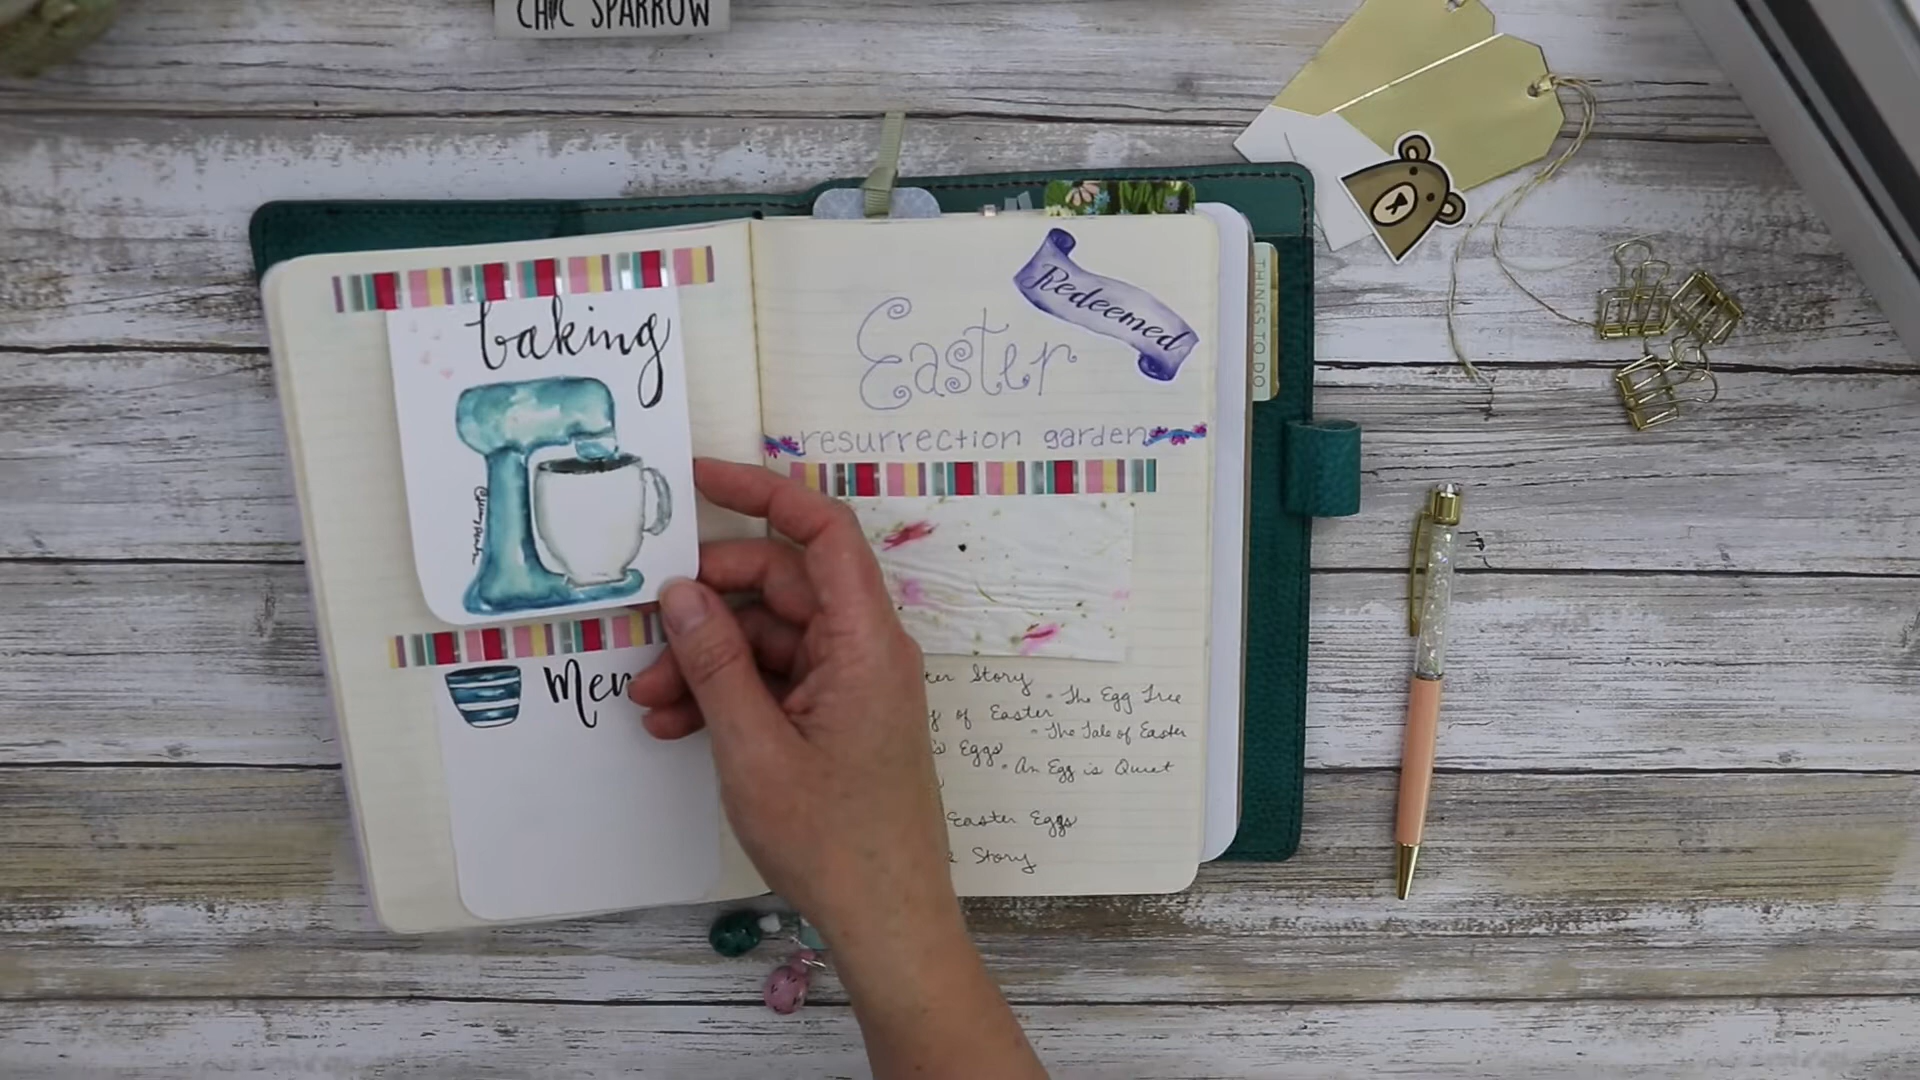 CHIC SPARROW
baking
Men
Redeemed
Easter
resurrection garden
Story
The Egg Tree
of Easter
The Tale of Easter
Eggs
An Egg is Quiet
Easter Eggs
Story
THINGS TO DO